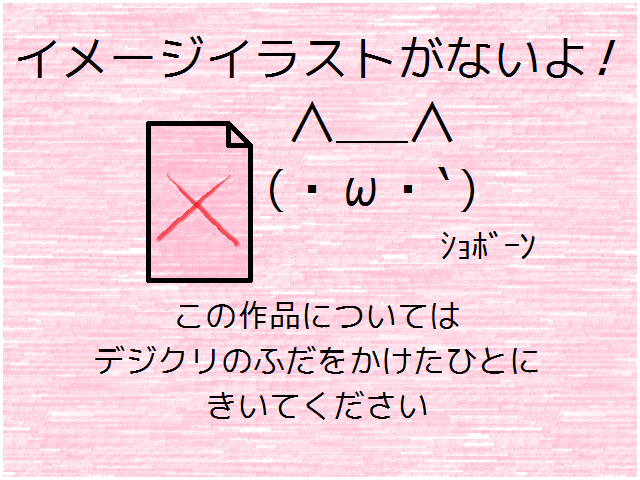 イメージイラストがないよ！
∧＿＿∧
(・ω・`)
ｼｮﾎﾞｰﾝ
この作品については
デジクリのふだをかけたひとに
きいてください